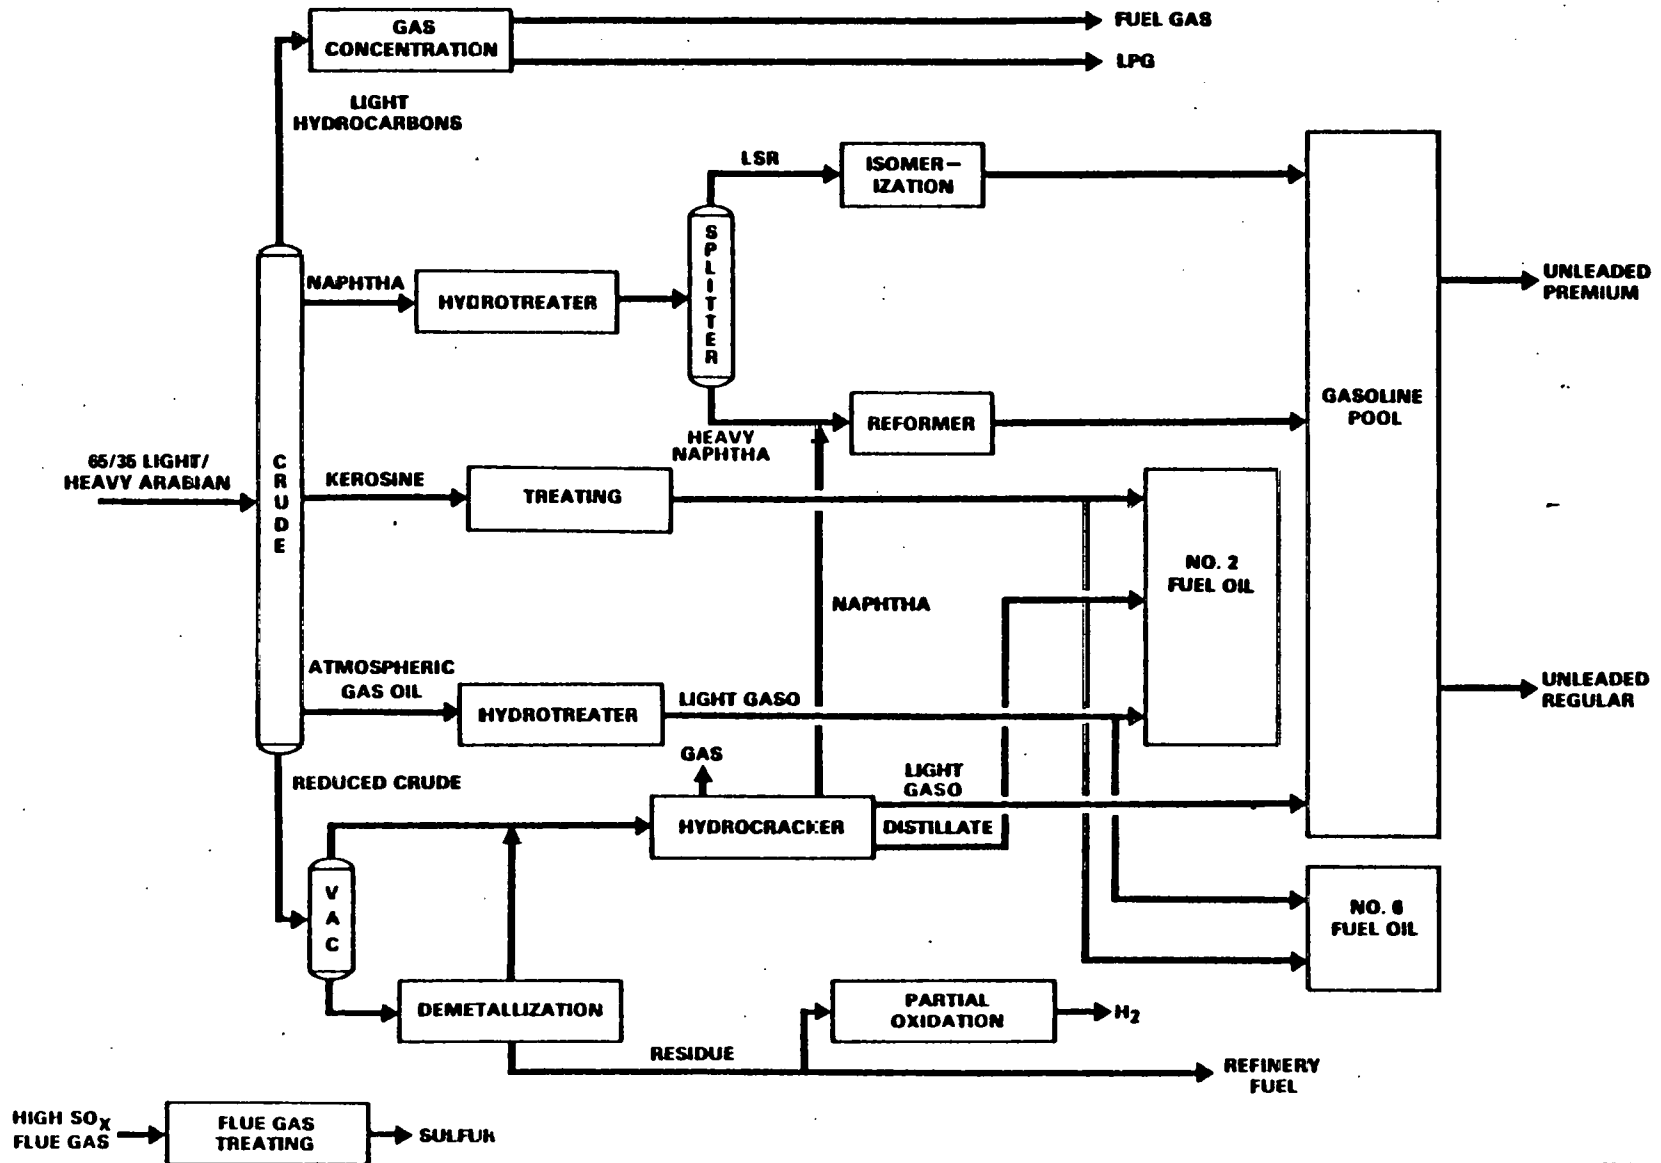 GAS
CONCENTRATION
FUEL GAS
LPG
LIGHT
HYDROCARBONS
LSR
ISOMER-
IZATION
SPLITTER
NAPHTHA
HYDROTREATER
UNLEADED
PREMIUM
GASOLINE
POOL
REFORMER
HEAVY
NAPHTHA
65/35 LIGHT/
HEAVY ARABIAN
CRUDE
KEROSINE
TREATING
NO. 2
FUEL OIL
NAPHTHA
ATMOSPHERIC
GAS OIL
HYDROTREATER
LIGHT GASO
UNLEADED
REGULAR
REDUCED CRUDE
GAS
LIGHT
GASO
HYDROCRACKER
DISTILLATE
VAC
NO. 6
FUEL OIL
DEMETALLIZATION
PARTIAL
OXIDATION
H2
RESIDUE
REFINERY
FUEL
HIGH SOX
FLUE GAS
FLUE GAS
TREATING
SULFUR